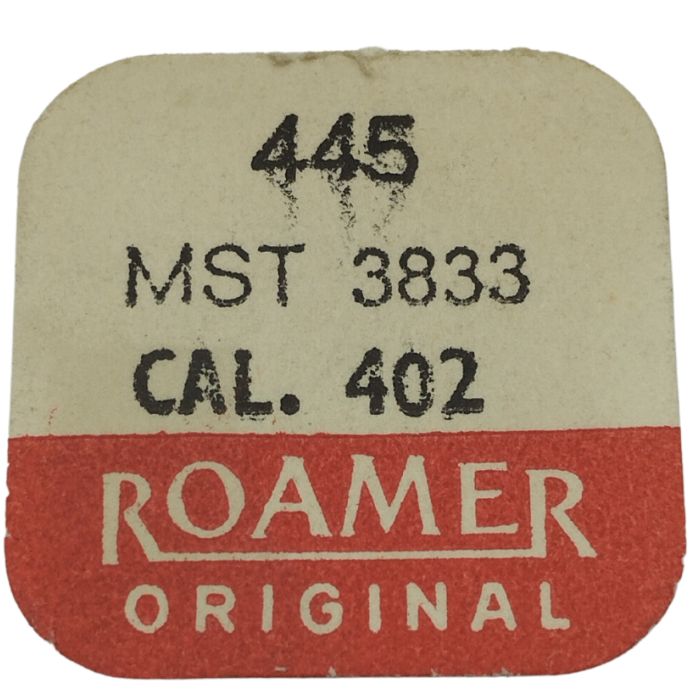 445
MST 3833
CAL. 402
ROAMER
ORIGINAL